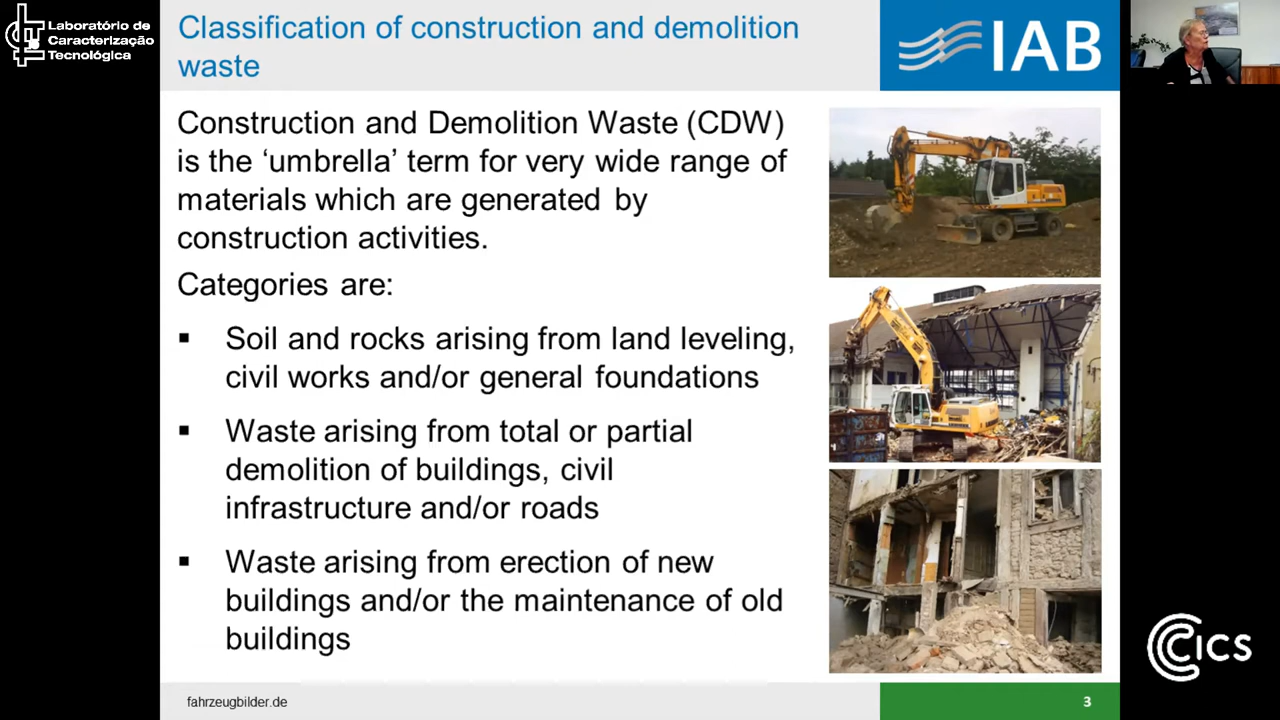 Laboratório de
Caracterização
Tecnológica
Classification of construction and demolition
waste
IAB
Construction and Demolition Waste (CDW)
is the ‘umbrella’ term for very wide range of
materials which are generated by
construction activities.
Categories are:
▪ Soil and rocks arising from land leveling,
civil works and/or general foundations
▪ Waste arising from total or partial
demolition of buildings, civil
infrastructure and/or roads
▪ Waste arising from erection of new
buildings and/or the maintenance of old
buildings
CICS
fahrzeugbilder.de
3